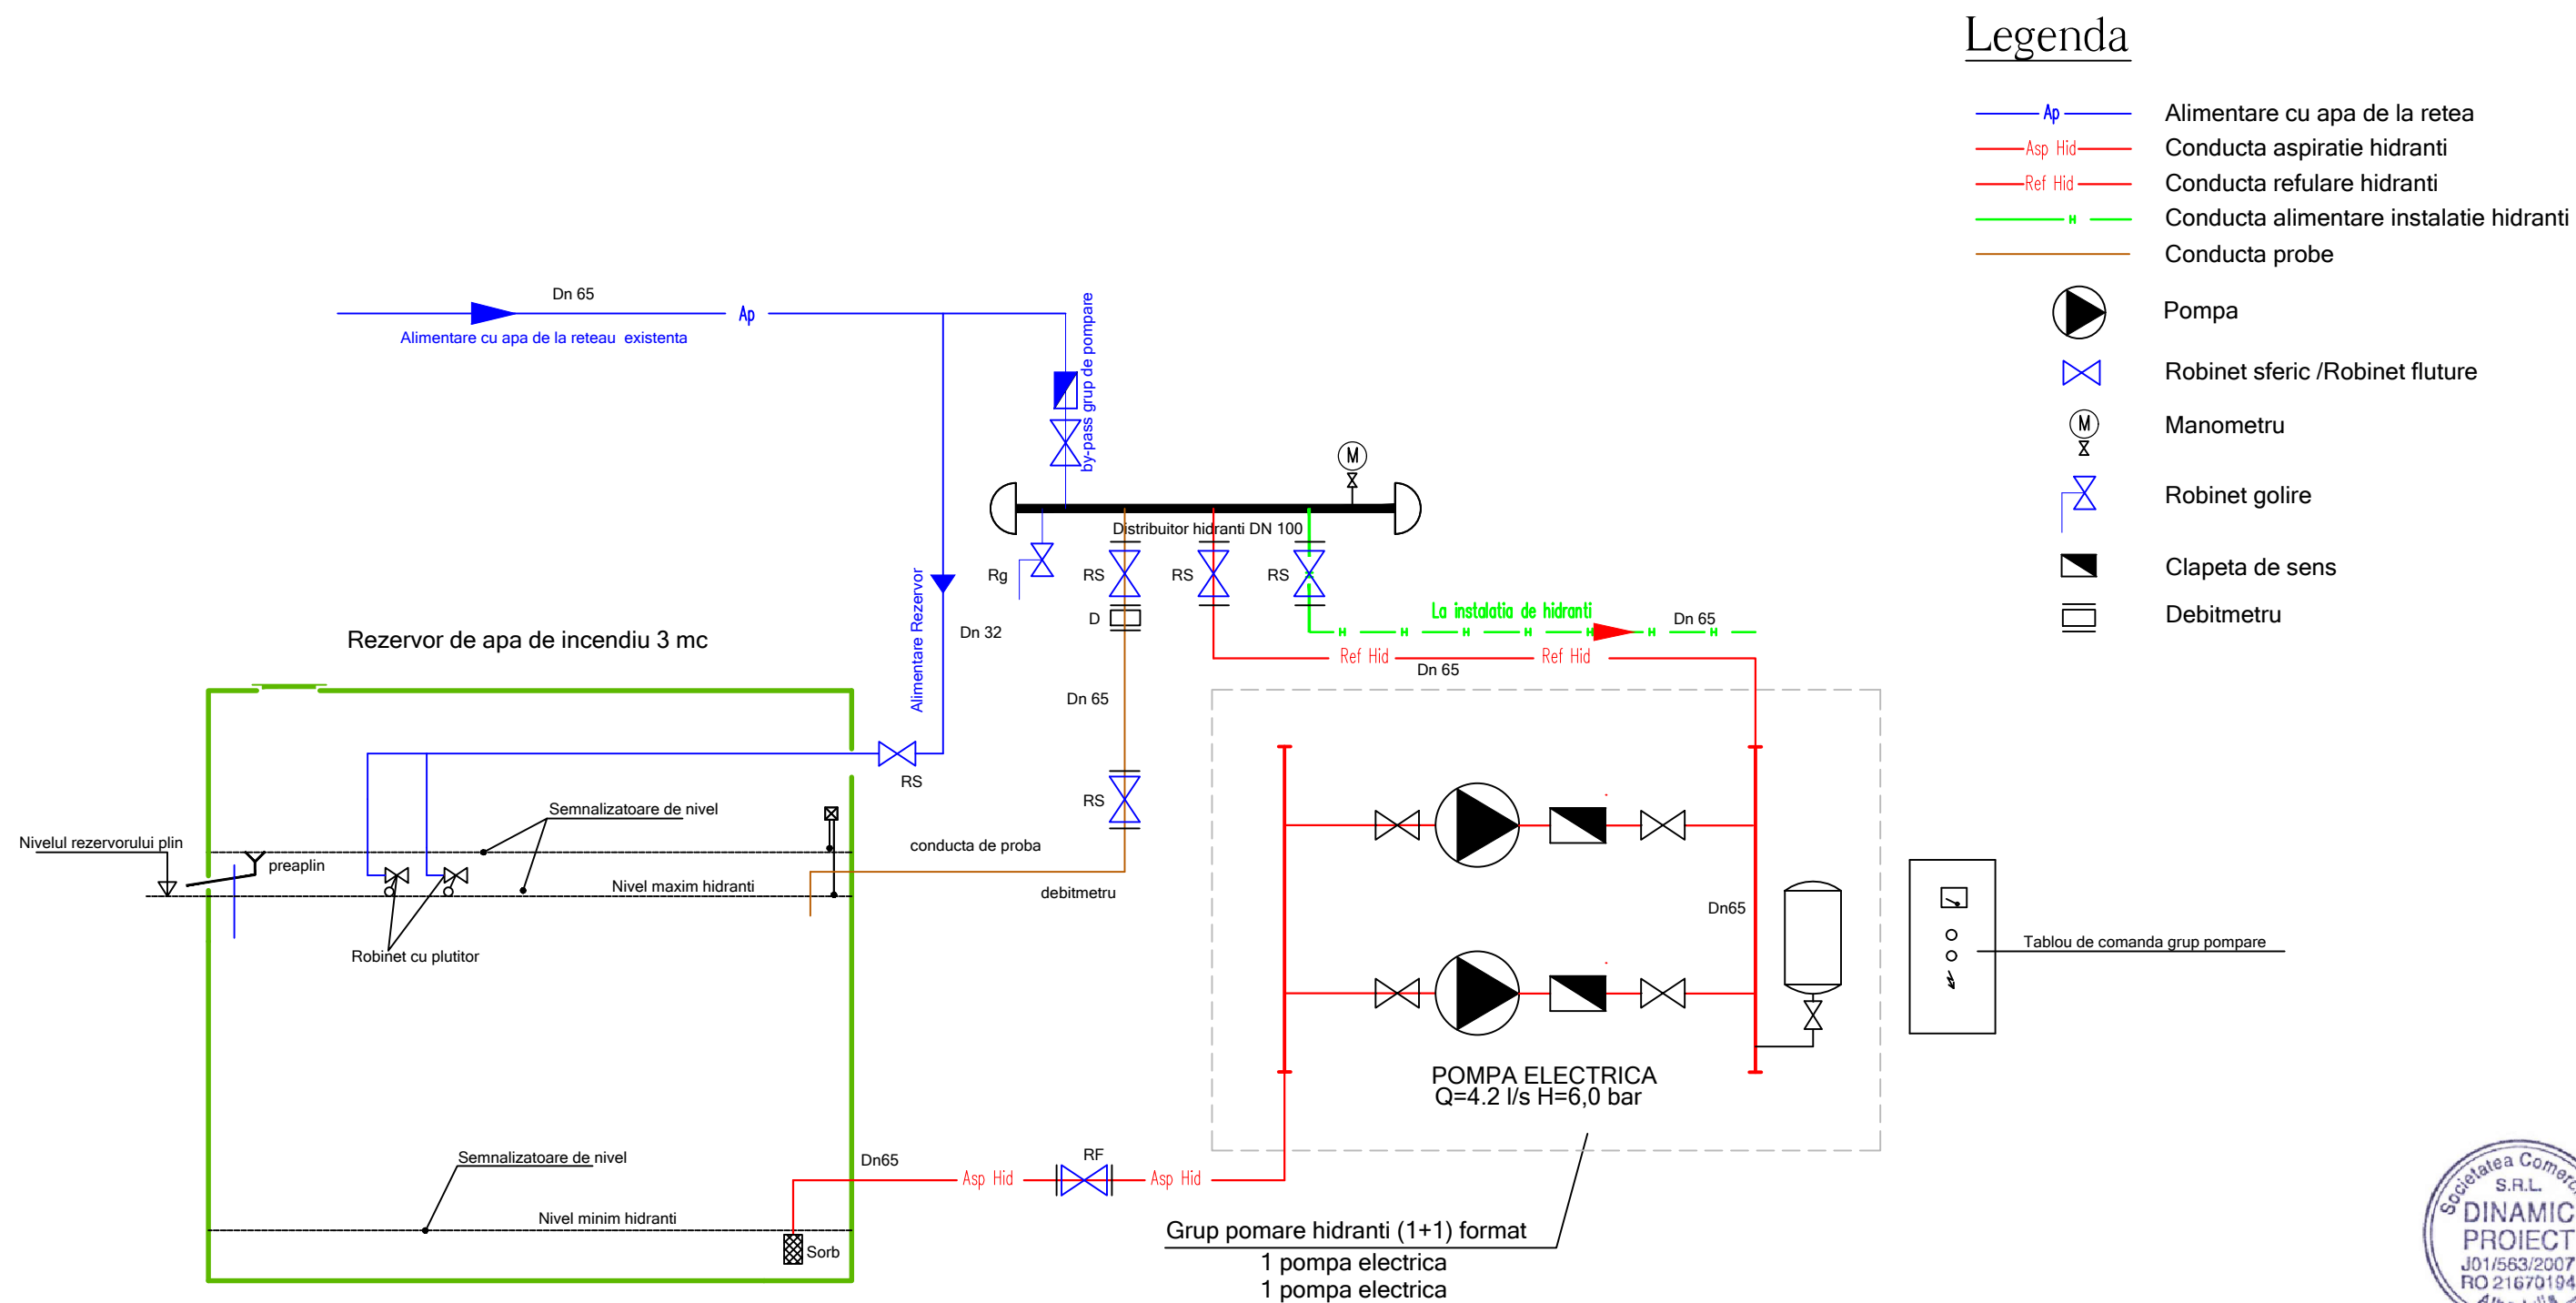 Legenda
Ap
Alimentare cu apa de la retea
Asp Hid
Conducta aspiratie hidranti
Ref Hid
Conducta refulare hidranti
H
Conducta alimentare instalatie hidranti
Conducta probe
Pompa
Robinet sferic /Robinet fluture
M
Manometru
Robinet golire
Clapeta de sens
Debitmetru
Dn 65
Ap
Alimentare cu apa de la reteau existenta
by-pass grup de pompare
M
Distribuitor hidranti DN 100
Rg
RS
RS
RS
D
Alimentare Rezervor
Dn 32
La instalatia de hidranti
Dn 65
H H H H H H H
Ref Hid
Ref Hid
Dn 65
Rezervor de apa de incendiu 3 mc
Dn 65
RS
RS
Semnalizatoare de nivel
Nivelul rezervorului plin
preaplin
conducta de proba
Nivel maxim hidranti
debitmetru
Robinet cu plutitor
Dn65
Tablou de comanda grup pompare
POMPA ELECTRICA
Q=4.2 l/s H=6,0 bar
Semnalizatoare de nivel
Dn65
RF
Asp Hid
Asp Hid
Nivel minim hidranti
Sorb
Grup pomare hidranti (1+1) format
1 pompa electrica
1 pompa electrica
Societatea
S.R.L.
DINAMIC
PROIECT
J01/563/2007
RO 21670194